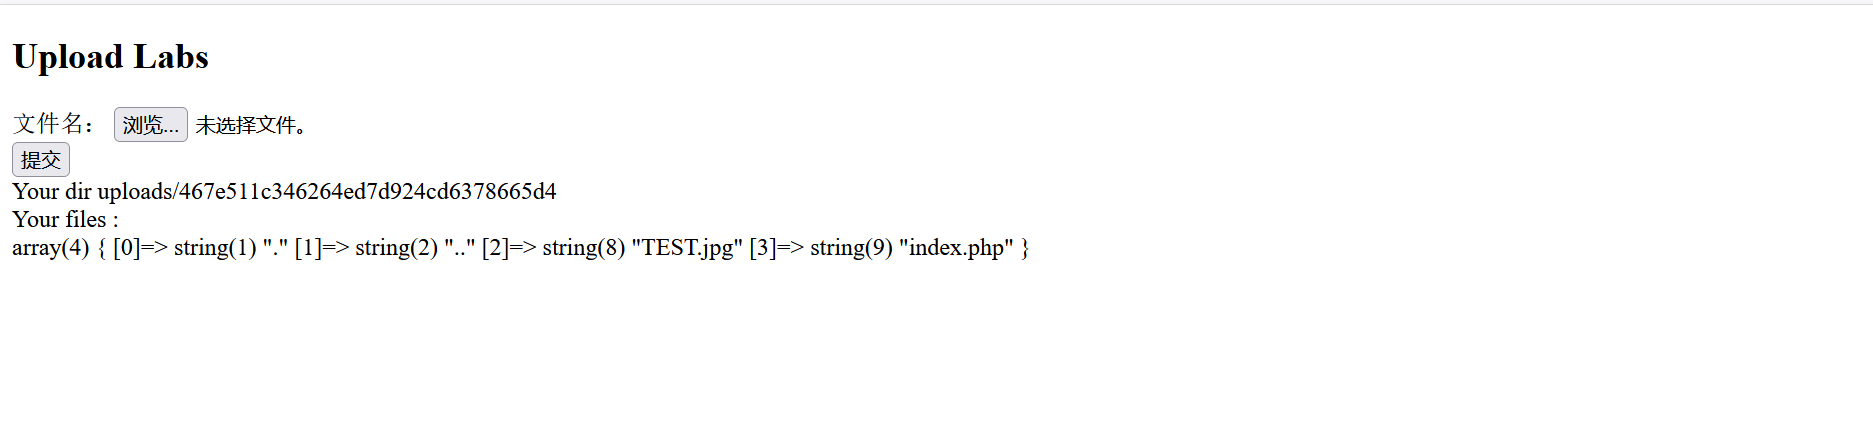 Upload Labs
文件名： 浏览... 未选择文件。
提交
Your dir uploads/467e511c346264ed7d924cd6378665d4
Your files :
array(4) { [0]=> string(1) "." [1]=> string(2) ".." [2]=> string(8) "TEST.jpg" [3]=> string(9) "index.php" }